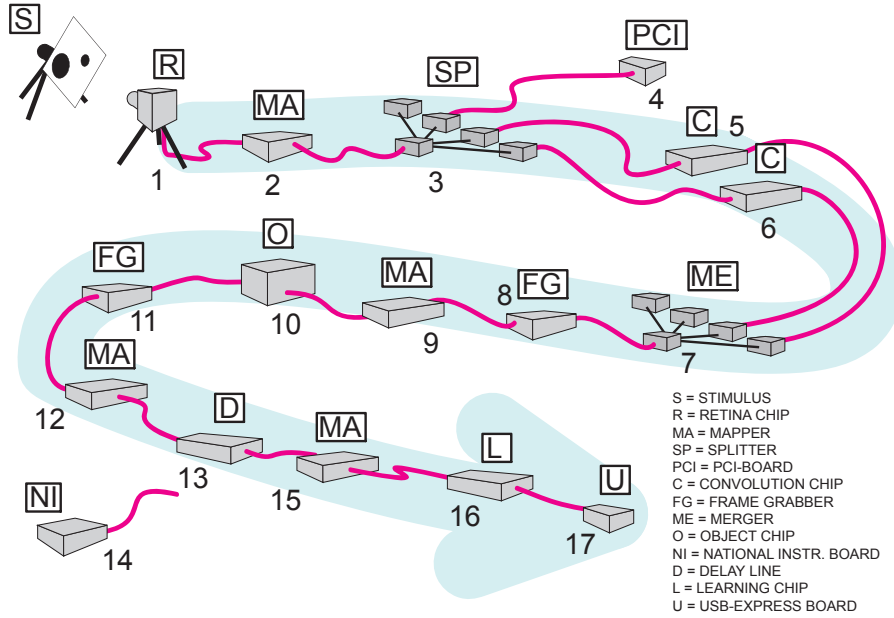 S
R
MA
SP
PCI
1
2
3
4
C
5
C
6
FG
O
MA
8
FG
ME
11
10
9
7
MA
12
D
MA
L
U
13
15
16
17
NI
14
S = STIMULUS
R = RETINA CHIP
MA = MAPPER
SP = SPLITTER
PCI = PCI-BOARD
C = CONVOLUTION CHIP
FG = FRAME GRABBER
ME = MERGER
O = OBJECT CHIP
NI = NATIONAL INSTR. BOARD
D = DELAY LINE
L = LEARNING CHIP
U = USB-EXPRESS BOARD